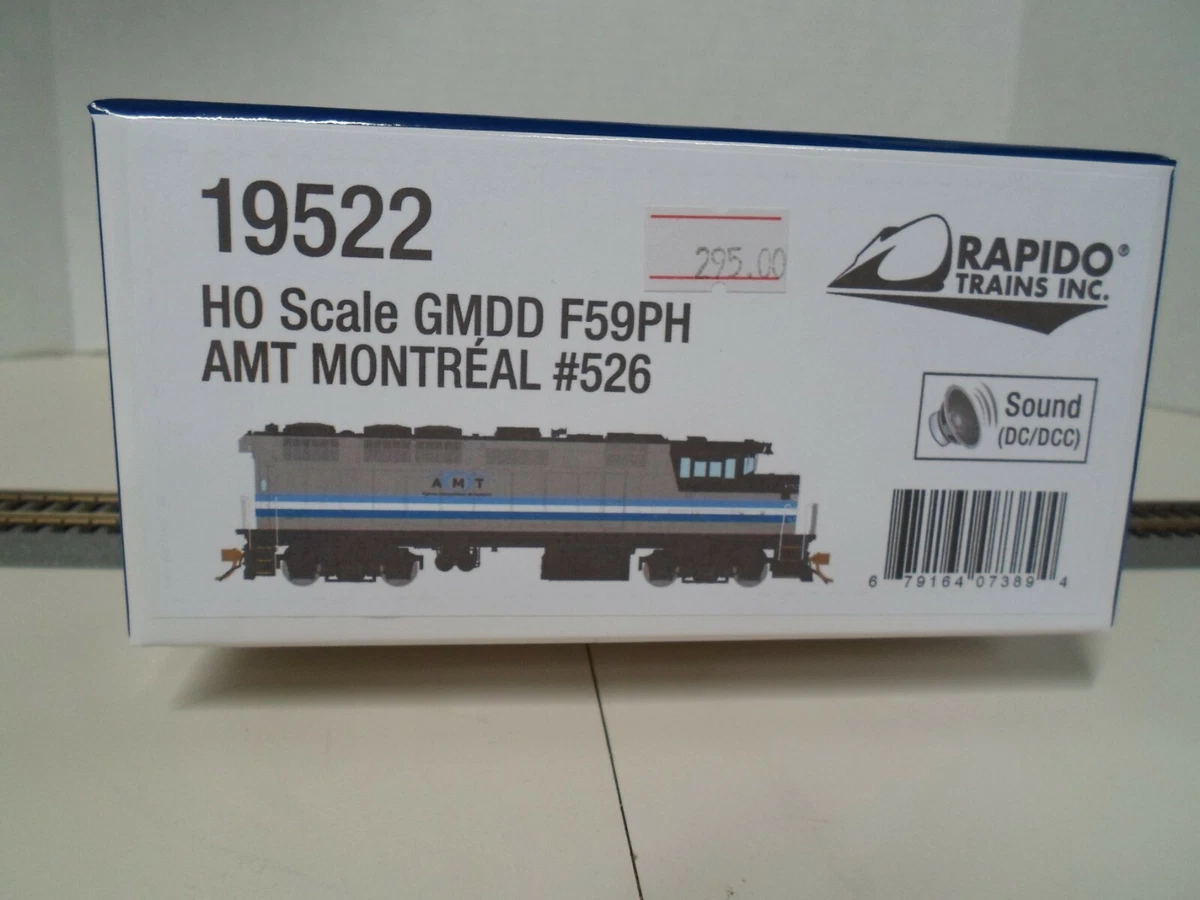 19522
295.00
RAPIDO®
TRAINS INC.
HO Scale GMDD F59PH
AMT MONTRÉAL #526
Sound
(DC/DCC)
AMT
6 79164 07389 4